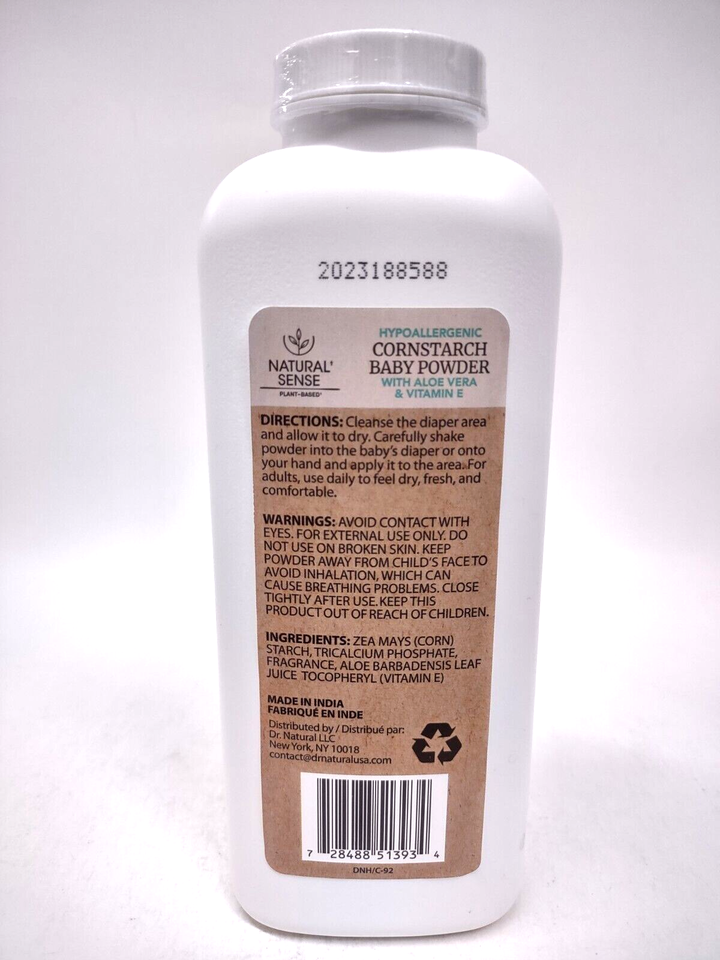 2023188588
NATURAL†
SENSE
PLANT-BASED*
HYPOALLERGENIC
CORNSTARCH
BABY POWDER
WITH ALOE VERA
& VITAMIN E
DIRECTIONS: Cleanse the diaper area
and allow it to dry. Carefully shake
powder into the baby's diaper or onto
your hand and apply it to the area. For
adults, use daily to feel dry, fresh, and
comfortable.
WARNINGS: AVOID CONTACT WITH
EYES. FOR EXTERNAL USE ONLY. DO
NOT USE ON BROKEN SKIN. KEEP
POWDER AWAY FROM CHILD'S FACE TO
AVOID INHALATION, WHICH CAN
CAUSE BREATHING PROBLEMS. CLOSE
TIGHTLY AFTER USE. KEEP THIS
PRODUCT OUT OF REACH OF CHILDREN.
INGREDIENTS: ZEA MAYS (CORN)
STARCH, TRICALCIUM PHOSPHATE,
FRAGRANCE, ALOE BARBADENSIS LEAF
JUICE TOCOPHERYL (VITAMIN E)
MADE IN INDIA
FABRIQUÉ EN INDE
Distributed by / Distribué par:
Dr. Natural LLC
New York, NY 10018
contact@drnaturalusa.com
7 28488 51393 4
DNH/C-92